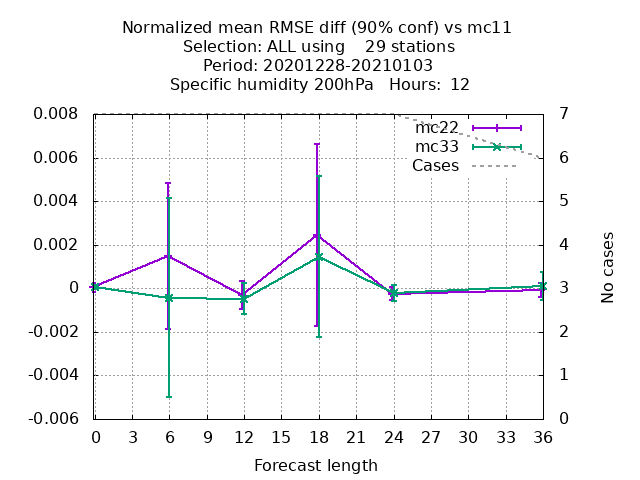 Normalized mean RMSE diff (90% conf) vs mc11
Selection: ALL using    29 stations
Period: 20201228-20210103
Specific humidity 200hPa   Hours:  12
0.008
0.006
0.004
0.002
0
-0.002
-0.004
-0.006
7
6
5
4
3
2
1
0
mc22
mc33
Cases
No cases
0 3 6 9 12 15 18 21 24 27 30 33 36
Forecast length